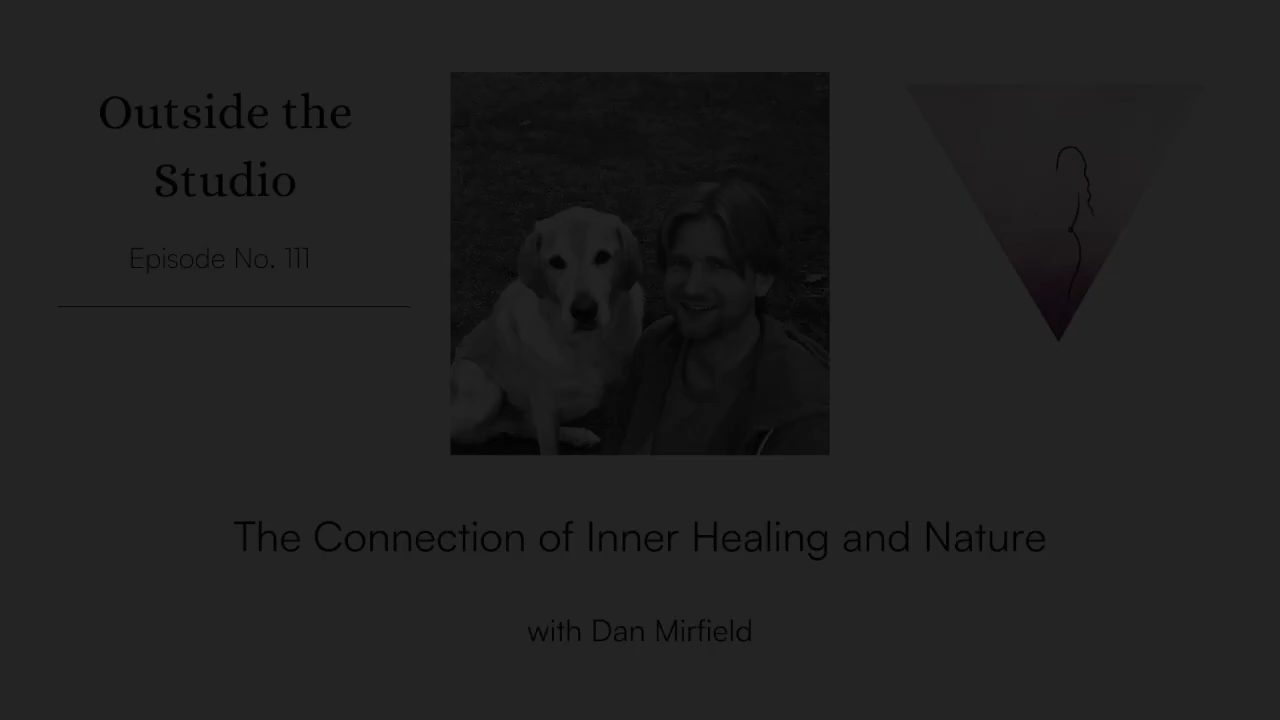 Outside the
Studio
Episode No. 111
The Connection of Inner Healing and Nature
with Dan Mirfield